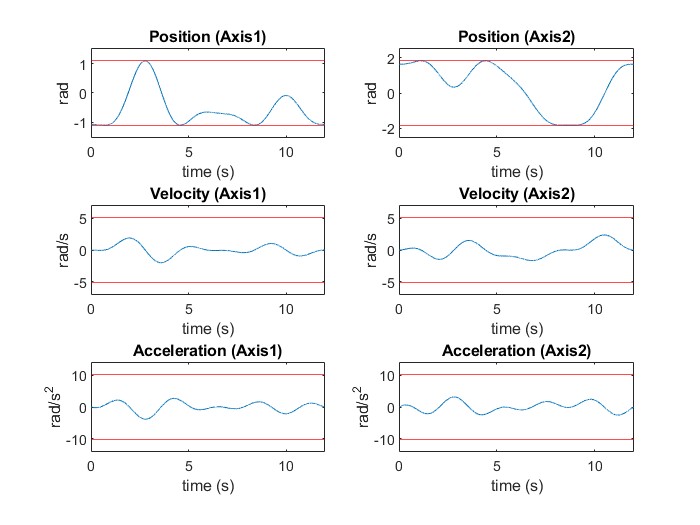 Position (Axis1)
rad
1
0
-1
0
5
10
time (s)
Position (Axis2)
rad
2
0
-2
0
5
10
time (s)
Velocity (Axis1)
rad/s
5
0
-5
0
5
10
time (s)
Velocity (Axis2)
rad/s
5
0
-5
0
5
10
time (s)
Acceleration (Axis1)
rad/s²
10
0
-10
0
5
10
time (s)
Acceleration (Axis2)
rad/s²
10
0
-10
0
5
10
time (s)